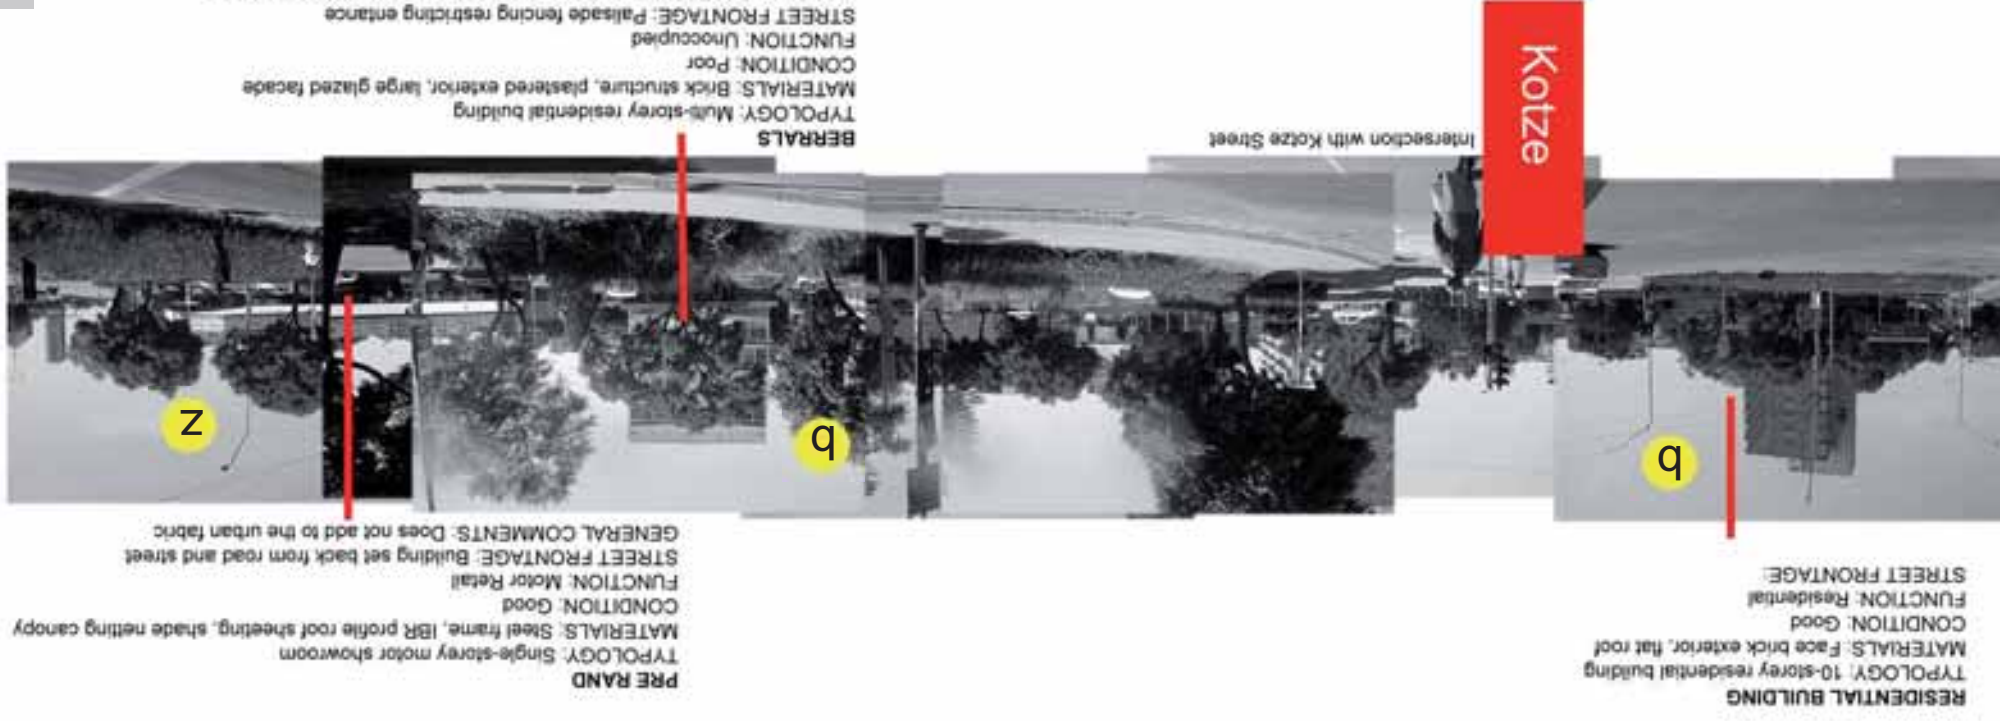 RESIDENTIAL BUILDING
TYPOLOGY: 10-storey residential building
MATERIALS: Face brick exterior, flat roof
CONDITION: Good
FUNCTION: Residential
STREET FRONTAGE:
PRE RAND
TYPOLOGY: Single-storey motor showroom
MATERIALS: Steel frame, IBR profile roof sheeting, shade netting canopy
CONDITION: Good
FUNCTION: Motor Retail
STREET FRONTAGE: Building set back from road and street
GENERAL COMMENTS: Does not add to the urban fabric
q
q
z
Kotze
Intersection with Kotze Street
BERRALS
TYPOLOGY: Multi-storey residential building
MATERIALS: Brick structure, plastered exterior, large glazed facade
CONDITION: Poor
FUNCTION: Unoccupied
STREET FRONTAGE: Palisade fencing restricting entance